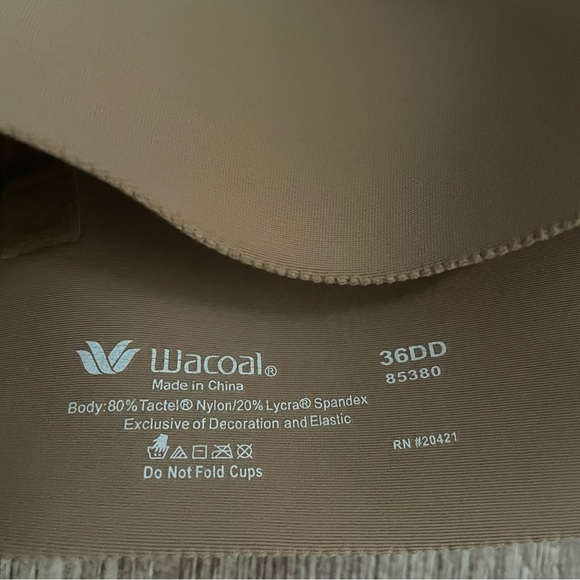 Wacoal®
36DD
Made in China
85380
Body:80%Tactel® Nylon/20%Lycra® Spandex
Exclusive of Decoration and Elastic
RN #20421
Do Not Fold Cups